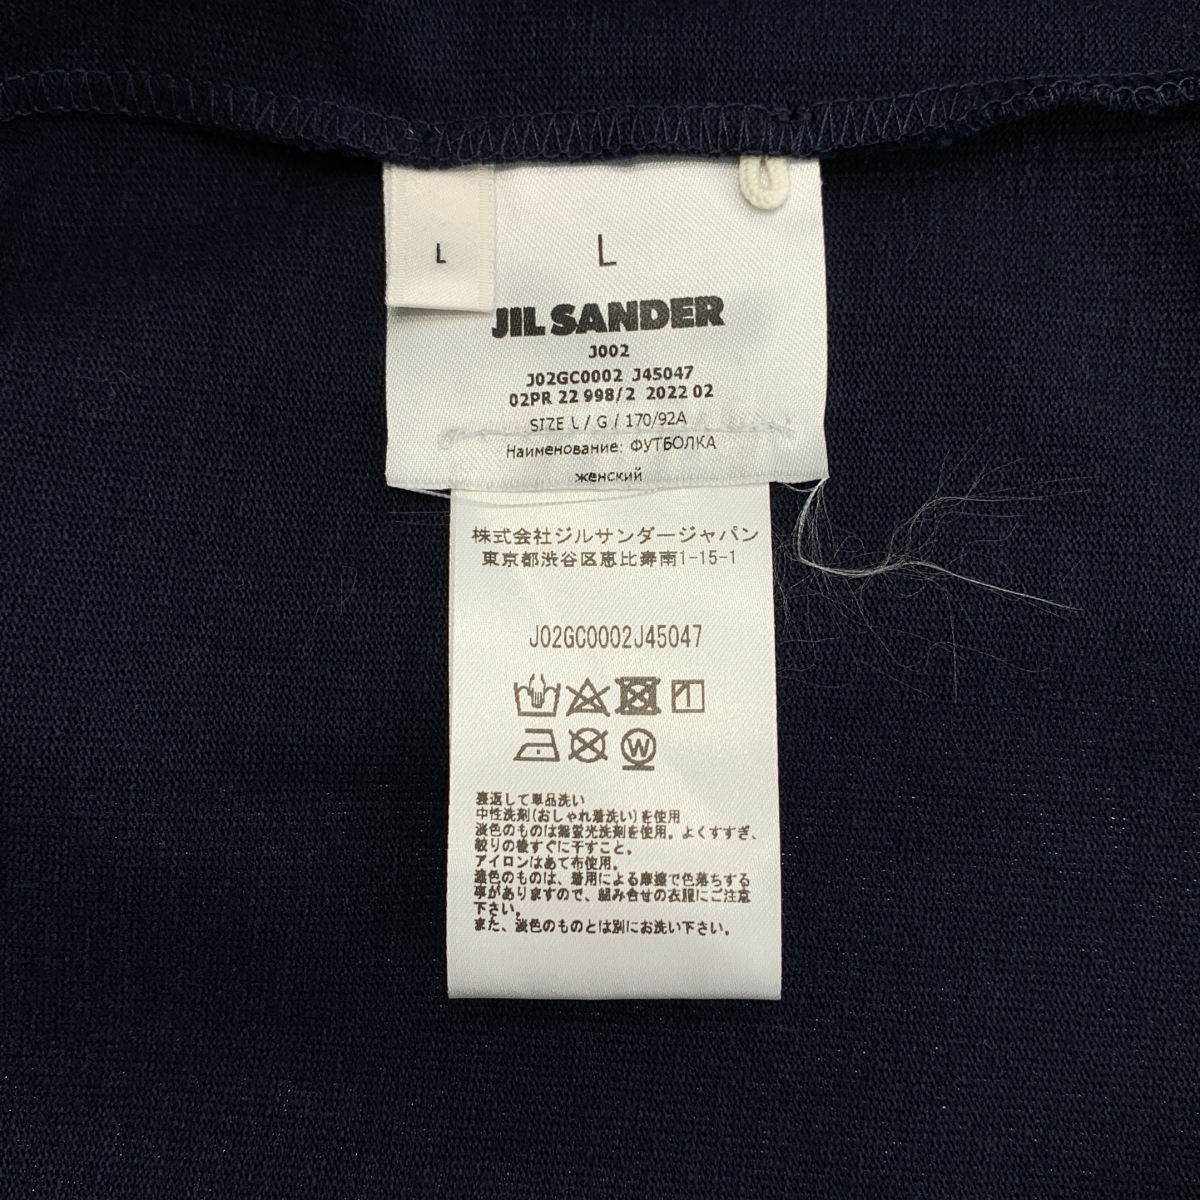 L
L
JIL SANDER
J002
J02GC0002 J45047
02PR 22 998/2 2022 02
SIZE L / G / 170/92A
Наименование: ФУТБОЛКА
женский
株式会社ジルサンダージャパン
東京都渋谷区恵比寿南1-15-1
J02GC0002J45047
W
裏返して単品洗い
中性洗剤(おしゃれ着洗い)を使用
淡色のものは無蛍光洗剤を使用。よくすすぎ、
絞りの後すぐに干すこと。
アイロンはあて布使用。
濃色のものは、着用による摩擦で色落ちする
事がありますので、組み合せの衣服にご注意
下さい。
また、淡色のものとは別にお洗い下さい。